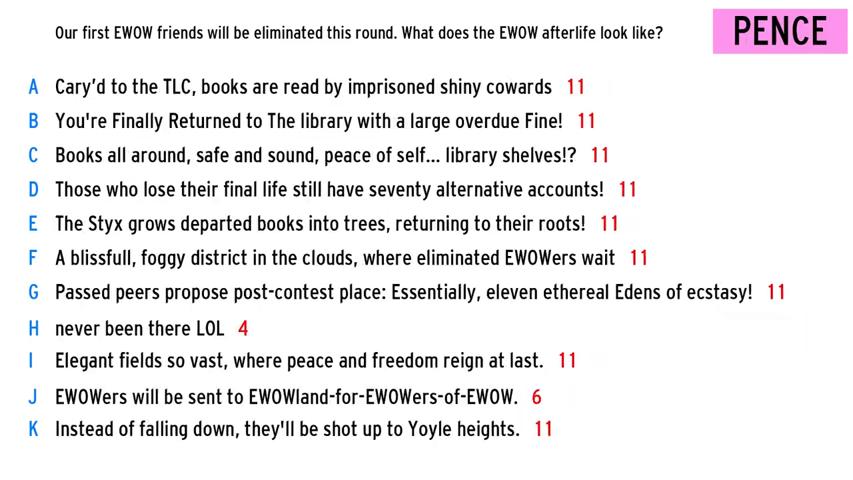 Our first EWOW friends will be eliminated this round. What does the EWOW afterlife look like?
PENCE
A Cary'd to the TLC, books are read by imprisoned shiny cowards 11
B You're Finally Returned to The library with a large overdue Fine! 11
C Books all around, safe and sound, peace of self... library shelves!? 11
D Those who lose their final life still have seventy alternative accounts! 11
E The Styx grows departed books into trees, returning to their roots! 11
F A blissfull, foggy district in the clouds, where eliminated EWOWers wait 11
G Passed peers propose post-contest place: Essentially, eleven ethereal Edens of ecstasy! 11
H never been there LOL 4
I Elegant fields so vast, where peace and freedom reign at last. 11
J EWOWers will be sent to EWOWland-for-EWOWers-of-EWOW. 6
K Instead of falling down, they'll be shot up to Yoyle heights. 11